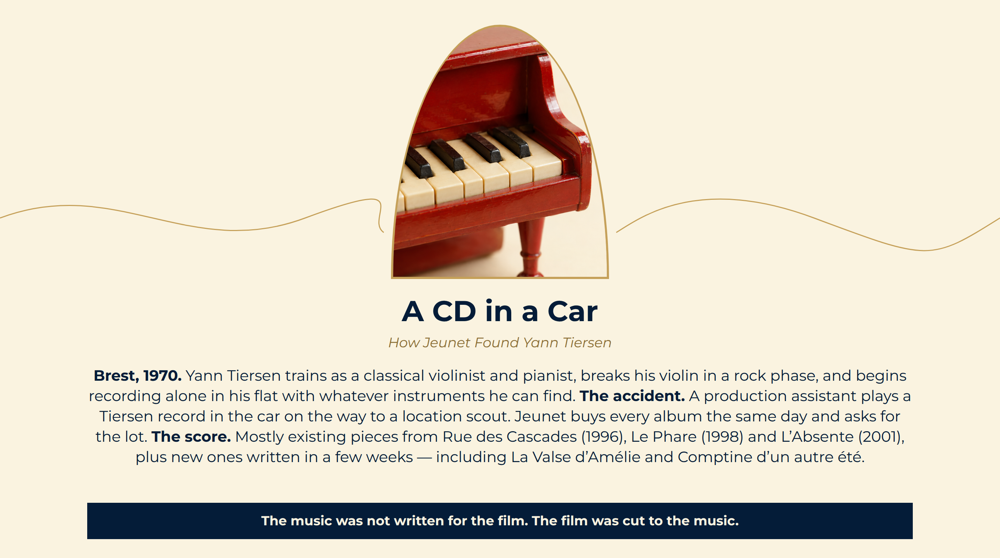 A CD in a Car
How Jeunet Found Yann Tiersen
Brest, 1970. Yann Tiersen trains as a classical violinist and pianist, breaks his violin in a rock phase, and begins
recording alone in his flat with whatever instruments he can find. The accident. A production assistant plays a
Tiersen record in the car on the way to a location scout. Jeunet buys every album the same day and asks for
the lot. The score. Mostly existing pieces from Rue des Cascades (1996), Le Phare (1998) and L’Absente (2001),
plus new ones written in a few weeks — including La Valse d’Amélie and Comptine d’un autre été.
The music was not written for the film. The film was cut to the music.